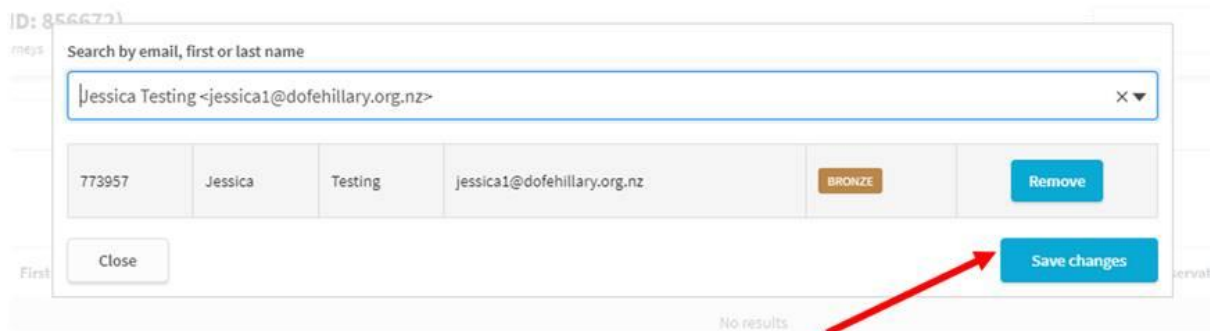 ID: 856672)
Search by email, first or last name
Jessica Testing <jessica1@dofehillary.org.nz>
773957 Jessica Testing jessica1@dofehillary.org.nz BRONZE Remove
Close Save changes
First
No results